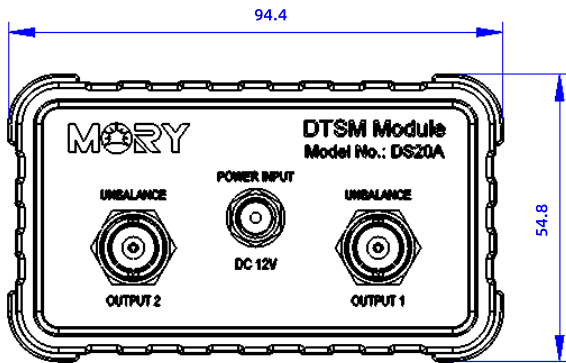 94.4
MORY
DTSM Module
Model No.: DS20A
POWER INPUT
UNBALANCE
UNBALANCE
DC 12V
OUTPUT 2
OUTPUT 1
54.8